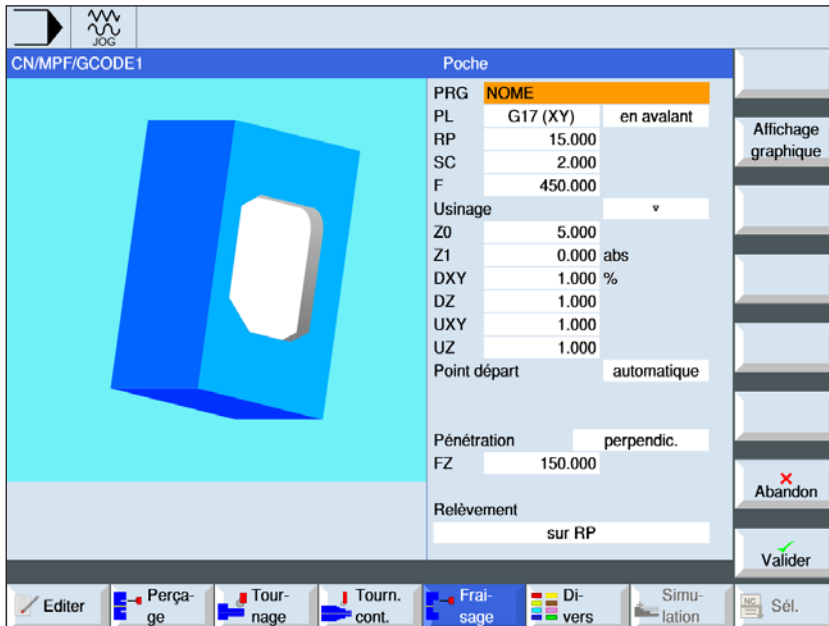 JOG
CN/MPF/GCODE1
Poche
PRG NOME
PL G17 (XY) en avalant
RP 15.000
SC 2.000
F 450.000
Usinage ▿
Z0 5.000
Z1 0.000 abs
DXY 1.000 %
DZ 1.000
UXY 1.000
UZ 1.000
Point départ automatique
Pénétration perpendic.
FZ 150.000
Relèvement
sur RP
Affichage
graphique
Abandon
Valider
Editer
Perça-
ge
Tour-
nage
Tourn.
cont.
Frai-
sage
Di-
vers
Simu-
lation
NC
Sél.